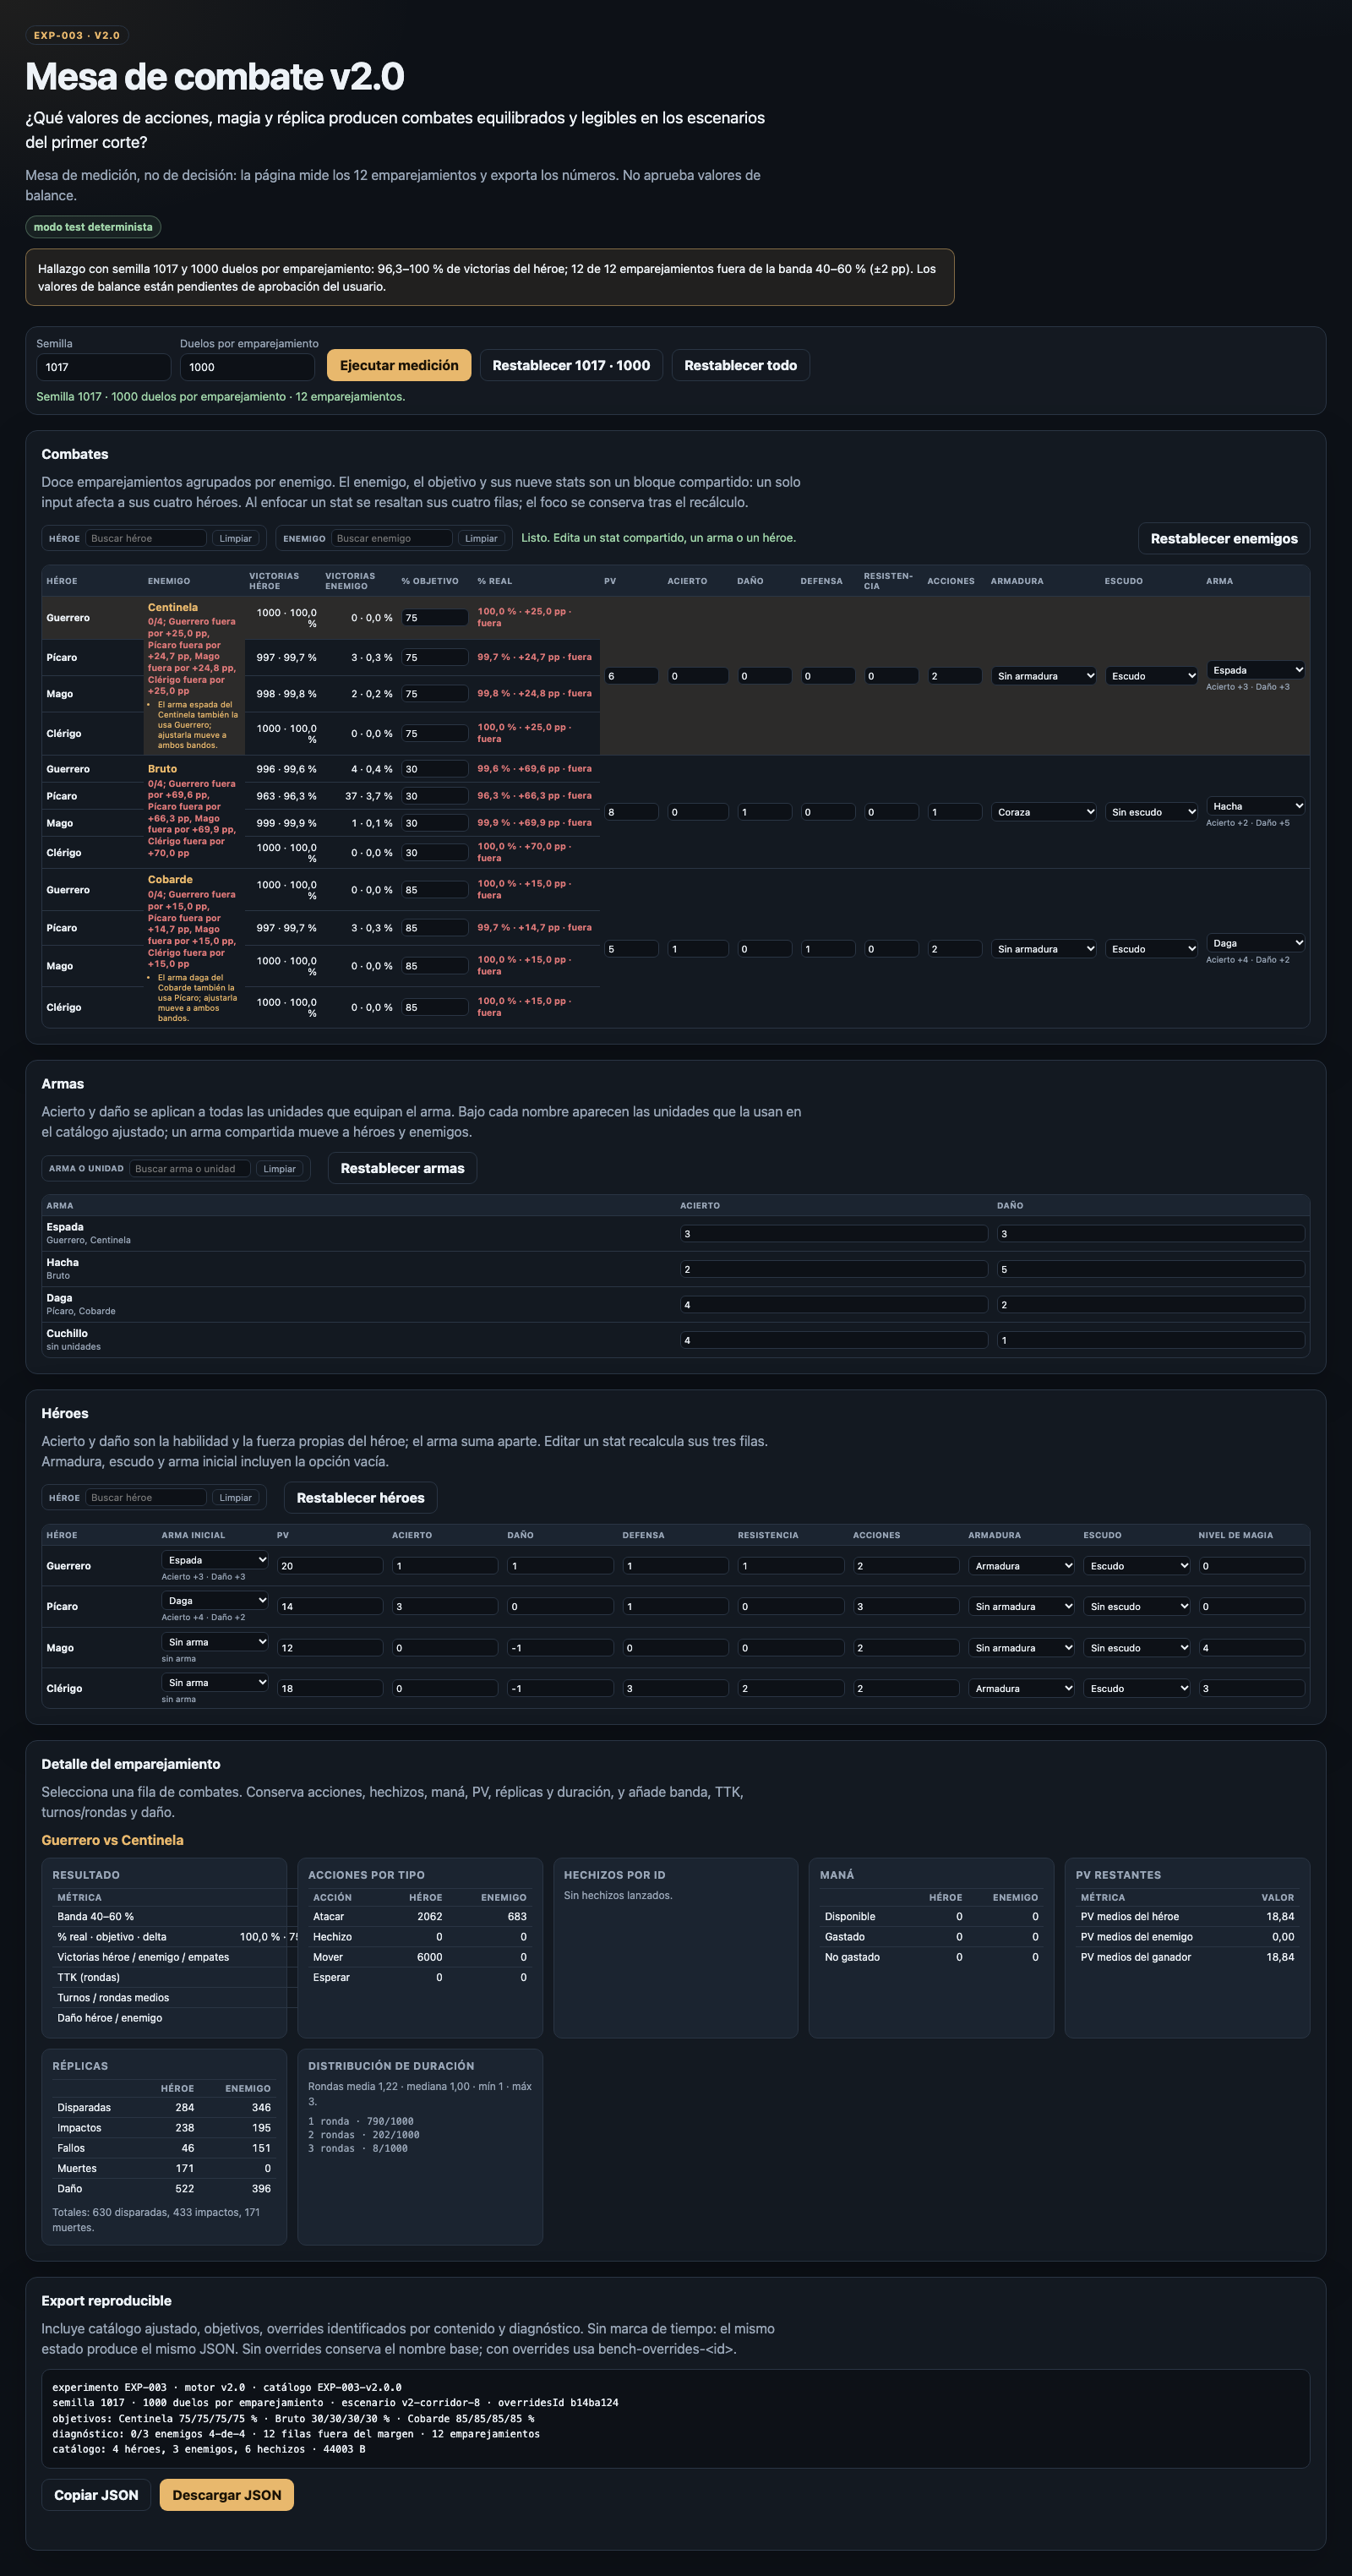 EXP-003 · V2.0
Mesa de combate v2.0
¿Qué valores de acciones, magia y réplica producen combates equilibrados y legibles en los escenarios
del primer corte?
Mesa de medición, no de decisión: la página mide los 12 emparejamientos y exporta los números. No aprueba valores de
balance.
modo test determinista
Hallazgo con semilla 1017 y 1000 duelos por emparejamiento: 96,3–100 % de victorias del héroe; 12 de 12 emparejamientos fuera de la banda 40–60 % (±2 pp). Los
valores de balance están pendientes de aprobación del usuario.
Semilla Duelos por emparejamiento
1017 1000 Ejecutar medición Restablecer 1017 · 1000 Restablecer todo
Semilla 1017 · 1000 duelos por emparejamiento · 12 emparejamientos.
Combates
Doce emparejamientos agrupados por enemigo. El enemigo, el objetivo y sus nueve stats son un bloque compartido: un solo
input afecta a sus cuatro héroes. Al enfocar un stat se resaltan sus cuatro filas; el foco se conserva tras el recálculo.
HÉROE Buscar héroe Limpiar ENEMIGO Buscar enemigo Limpiar Listo. Edita un stat compartido, un arma o un héroe. Restablecer enemigos
HÉROE ENEMIGO VICTORIAS HÉROE VICTORIAS ENEMIGO % OBJETIVO % REAL PV ACIERTO DAÑO DEFENSA RESISTEN-CIA ACCIONES ARMADURA ESCUDO ARMA
Centinela
0/4; Guerrero fuera
por +25,0 pp,
Pícaro fuera por
+24,7 pp, Mago
fuera por +24,8 pp,
Clérigo fuera por
+25,0 pp
• El arma espada del
Centinela también la
usa Guerrero;
ajustarla mueve a
ambos bandos.
Guerrero 1000 · 100,0 % 0 · 0,0 % 75 100,0 % · +25,0 pp · fuera
Pícaro 997 · 99,7 % 3 · 0,3 % 75 99,7 % · +24,7 pp · fuera
Mago 998 · 99,8 % 2 · 0,2 % 75 99,8 % · +24,8 pp · fuera
Clérigo 1000 · 100,0 % 0 · 0,0 % 75 100,0 % · +25,0 pp · fuera
6 0 0 0 0 2 Sin armadura Escudo Espada
Acierto +3 · Daño +3
Bruto
0/4; Guerrero fuera
por +69,6 pp,
Pícaro fuera por
+66,3 pp, Mago
fuera por +69,9 pp,
Clérigo fuera por
+70,0 pp
Guerrero 996 · 99,6 % 4 · 0,4 % 30 99,6 % · +69,6 pp · fuera
Pícaro 963 · 96,3 % 37 · 3,7 % 30 96,3 % · +66,3 pp · fuera
Mago 999 · 99,9 % 1 · 0,1 % 30 99,9 % · +69,9 pp · fuera
Clérigo 1000 · 100,0 % 0 · 0,0 % 30 100,0 % · +70,0 pp · fuera
8 0 1 0 0 1 Coraza Sin escudo Hacha
Acierto +2 · Daño +5
Cobarde
0/4; Guerrero fuera
por +15,0 pp,
Pícaro fuera por
+14,7 pp, Mago
fuera por +15,0 pp,
Clérigo fuera por
+15,0 pp
• El arma daga del
Cobarde también la
usa Pícaro; ajustarla
mueve a ambos
bandos.
Guerrero 1000 · 100,0 % 0 · 0,0 % 85 100,0 % · +15,0 pp · fuera
Pícaro 997 · 99,7 % 3 · 0,3 % 85 99,7 % · +14,7 pp · fuera
Mago 1000 · 100,0 % 0 · 0,0 % 85 100,0 % · +15,0 pp · fuera
Clérigo 1000 · 100,0 % 0 · 0,0 % 85 100,0 % · +15,0 pp · fuera
5 1 0 1 0 2 Sin armadura Escudo Daga
Acierto +4 · Daño +2
Armas
Acierto y daño se aplican a todas las unidades que equipan el arma. Bajo cada nombre aparecen las unidades que la usan en
el catálogo ajustado; un arma compartida mueve a héroes y enemigos.
ARMA O UNIDAD Buscar arma o unidad Limpiar Restablecer armas
ARMA ACIERTO DAÑO
Espada 3 3
Guerrero, Centinela
Hacha 2 5
Bruto
Daga 4 2
Pícaro, Cobarde
Cuchillo 4 1
sin unidades
Héroes
Acierto y daño son la habilidad y la fuerza propias del héroe; el arma suma aparte. Editar un stat recalcula sus tres filas.
Armadura, escudo y arma inicial incluyen la opción vacía.
HÉROE Buscar héroe Limpiar Restablecer héroes
HÉROE ARMA INICIAL PV ACIERTO DAÑO DEFENSA RESISTENCIA ACCIONES ARMADURA ESCUDO NIVEL DE MAGIA
Guerrero Espada 20 1 1 1 1 2 Armadura Escudo 0
Acierto +3 · Daño +3
Pícaro Daga 14 3 0 1 0 3 Sin armadura Sin escudo 0
Acierto +4 · Daño +2
Mago Sin arma 12 0 -1 0 0 2 Sin armadura Sin escudo 4
sin arma
Clérigo Sin arma 18 0 -1 3 2 2 Armadura Escudo 3
sin arma
Detalle del emparejamiento
Selecciona una fila de combates. Conserva acciones, hechizos, maná, PV, réplicas y duración, y añade banda, TTK,
turnos/rondas y daño.
Guerrero vs Centinela
RESULTADO
MÉTRICA
Banda 40–60 %
% real · objetivo · delta 100,0 % · 75
Victorias héroe / enemigo / empates
TTK (rondas)
Turnos / rondas medios
Daño héroe / enemigo
ACCIONES POR TIPO
ACCIÓN HÉROE ENEMIGO
Atacar 2062 683
Hechizo 0 0
Mover 6000 0
Esperar 0 0
HECHIZOS POR ID
Sin hechizos lanzados.
MANÁ
HÉROE ENEMIGO
Disponible 0 0
Gastado 0 0
No gastado 0 0
PV RESTANTES
MÉTRICA VALOR
PV medios del héroe 18,84
PV medios del enemigo 0,00
PV medios del ganador 18,84
RÉPLICAS
HÉROE ENEMIGO
Disparadas 284 346
Impactos 238 195
Fallos 46 151
Muertes 171 0
Daño 522 396
Totales: 630 disparadas, 433 impactos, 171
muertes.
DISTRIBUCIÓN DE DURACIÓN
Rondas media 1,22 · mediana 1,00 · mín 1 · máx
3.
1 ronda · 790/1000
2 rondas · 202/1000
3 rondas · 8/1000
Export reproducible
Incluye catálogo ajustado, objetivos, overrides identificados por contenido y diagnóstico. Sin marca de tiempo: el mismo
estado produce el mismo JSON. Sin overrides conserva el nombre base; con overrides usa bench-overrides-<id>.
experimento EXP-003 · motor v2.0 · catálogo EXP-003-v2.0.0
semilla 1017 · 1000 duelos por emparejamiento · escenario v2-corridor-8 · overridesId b14ba124
objetivos: Centinela 75/75/75/75 % · Bruto 30/30/30/30 % · Cobarde 85/85/85/85 %
diagnóstico: 0/3 enemigos 4-de-4 · 12 filas fuera del margen · 12 emparejamientos
catálogo: 4 héroes, 3 enemigos, 6 hechizos · 44003 B
Copiar JSON Descargar JSON